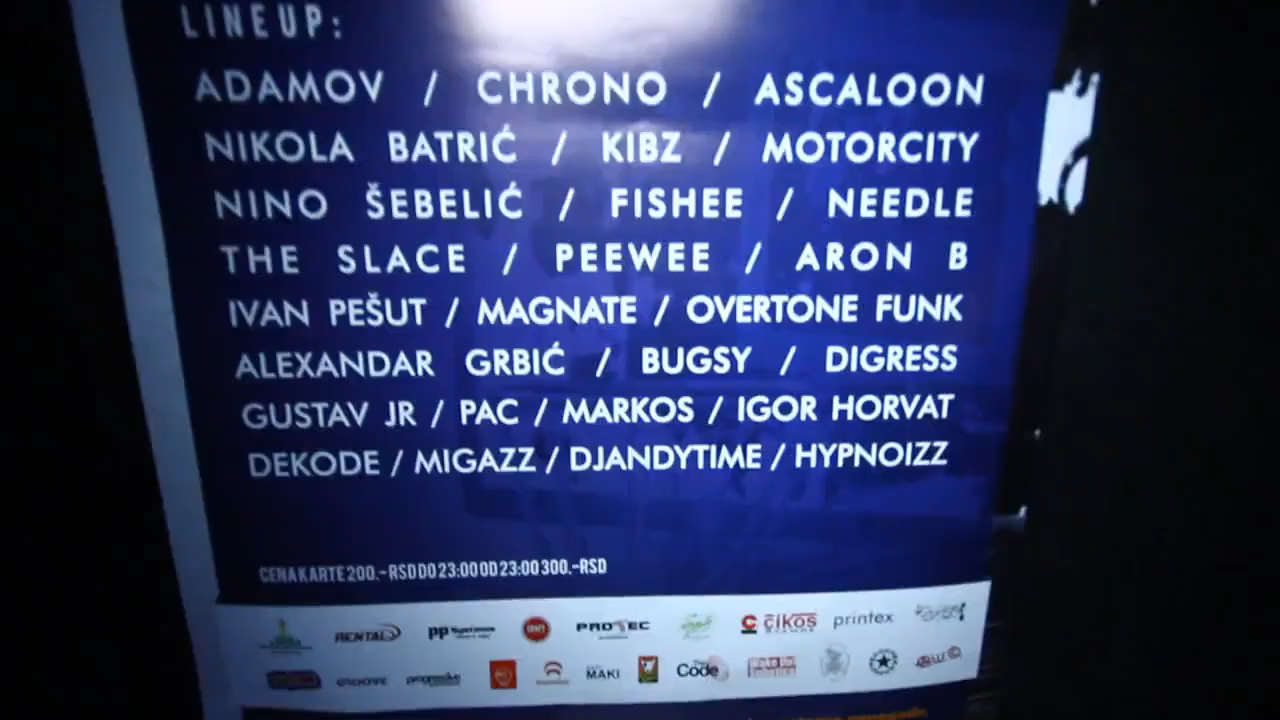 LINEUP:
ADAMOV / CHRONO / ASCALOON
NIKOLA BATRIĆ / KIBZ / MOTORCITY
NINO ŠEBELIĆ / FISHEE / NEEDLE
THE SLACE / PEEWEE / ARON B
IVAN PEŠUT / MAGNATE / OVERTONE FUNK
ALEXANDAR GRBIĆ / BUGSY / DIGRESS
GUSTAV JR / PAC / MARKOS / IGOR HORVAT
DEKODE / MIGAZZ / DJANDYTIME / HYPNOIZZ
CENA KARTE 200.-RSD DO 23:00 OD 23:00 300.-RSD
RENTAL PP PROTEC ČIKOS printex
progressive MAKI Code